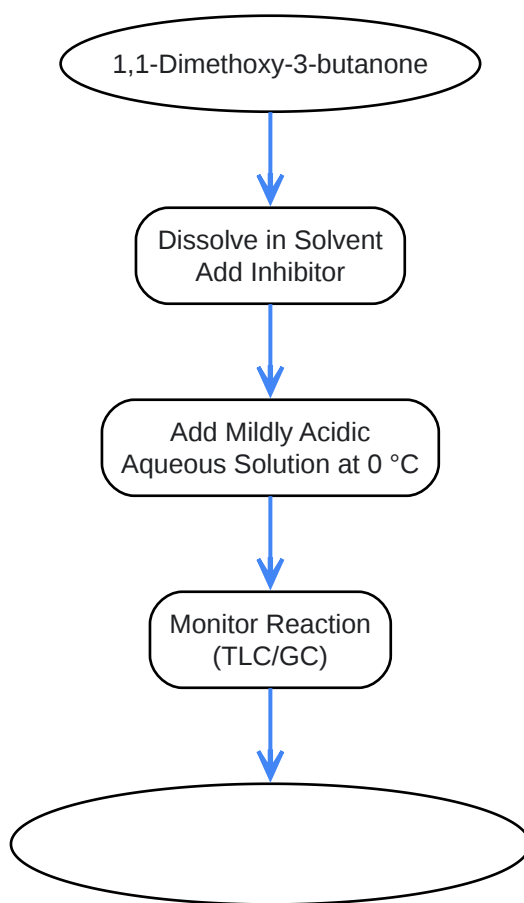 1,1-Dimethoxy-3-butanone
Dissolve in Solvent
Add Inhibitor
Add Mildly Acidic
Aqueous Solution at 0 °C
Monitor Reaction
(TLC/GC)